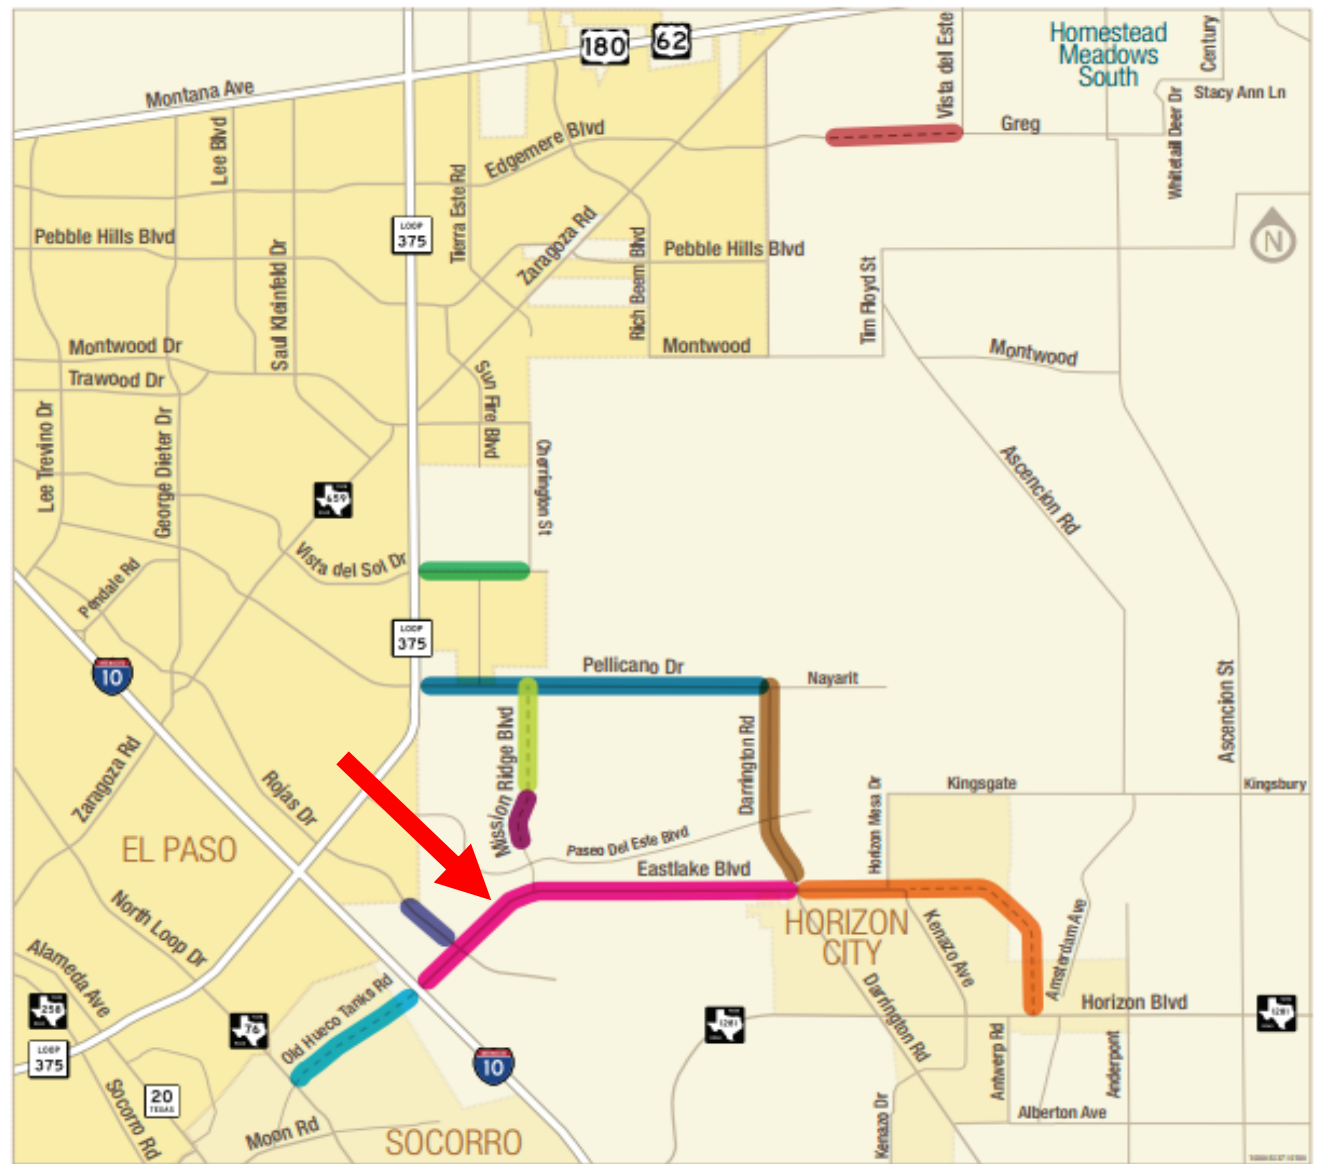 180
62
Homestead
Meadows
South
Vista del Este
Century
Stacy Ann Ln
Whitetail Deer Dr
Greg
Montana Ave
Lee Blvd
Edgemere Blvd
Tierra Este Rd
Zaragoza Rd
LOOP
375
Pebble Hills Blvd
Saul Kleinfeld Dr
Rich Beem Blvd
Pebble Hills Blvd
Tim Floyd St
N
Montwood Dr
Trawood Dr
Montwood
Montwood
Sun Fire Blvd
Lee Trevino Dr
George Dieter Dr
Cherrington St
Ascencion Rd
659
Vista del Sol Dr
Pendale Rd
LOOP
375
10
Pellicano Dr
Nayarit
Ascencion St
Mission Ridge Blvd
Darrington Rd
Zaragoza Rd
Rojas Dr
Kingsgate
Kingsbury
Horizon Mesa Dr
EL PASO
Paseo Del Este Blvd
Eastlake Blvd
North Loop Dr
HORIZON
CITY
Kenazo Ave
Amsterdam Ave
Alameda Ave
Darrington Rd
Old Hueco Tanks Rd
Horizon Blvd
258
76
1281
1281
LOOP
375
10
Antwerp Rd
Anderpont
20
TEXAS
Socorro Rd
Moon Rd
SOCORRO
Kenazo Dr
Alberton Ave